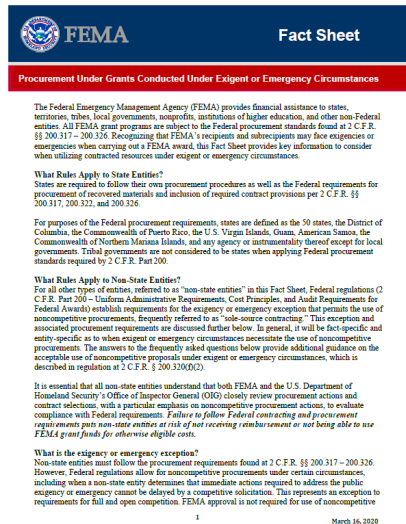 FEMA
Fact Sheet
Procurement Under Grants Conducted Under Exigent or Emergency Circumstances
The Federal Emergency Management Agency (FEMA) provides financial assistance to states,
territories, tribes, local governments, nonprofits, institutions of higher education, and other non-Federal
entities. All FEMA grant programs are subject to the Federal procurement standards found at 2 C.F.R.
§§ 200.317 – 200.326. Recognizing that FEMA's recipients and subrecipients may face exigencies or
emergencies when carrying out a FEMA award, this Fact Sheet provides key information to consider
when utilizing contracted resources under exigent or emergency circumstances.
What Rules Apply to State Entities?
States are required to follow their own procurement procedures as well as the Federal requirements for
procurement of recovered materials and inclusion of required contract provisions per 2 C.F.R. §§
200.317, 200.322, and 200.326.
For purposes of the Federal procurement requirements, states are defined as the 50 states, the District of
Columbia, the Commonwealth of Puerto Rico, the U.S. Virgin Islands, Guam, American Samoa, the
Commonwealth of Northern Mariana Islands, and any agency or instrumentality thereof except for local
governments. Tribal governments are not considered to be states when applying Federal procurement
standards required by 2 C.F.R. Part 200.
What Rules Apply to Non-State Entities?
For all other types of entities, referred to as "non-state entities" in this Fact Sheet, Federal regulations (2
C.F.R. Part 200 – Uniform Administrative Requirements, Cost Principles, and Audit Requirements for
Federal Awards) establish requirements for the exigency or emergency exception that permits the use of
noncompetitive procurements, frequently referred to as "sole-source contracting." This exception and
associated procurement requirements are discussed further below. In general, it will be fact-specific and
entity-specific as to when exigent or emergency circumstances necessitate the use of noncompetitive
procedures. The answers to the frequently asked questions below provide additional guidance on the
acceptable use of noncompetitive proposals under exigent or emergency circumstances, which is
described in regulation at 2 C.F.R. § 200.320(f)(2).
It is essential that all non-state entities understand that both FEMA and the U.S. Department of
Homeland Security's Office of Inspector General (OIG) closely review procurement actions and
contract selections, with a particular emphasis on noncompetitive procurement actions, to evaluate
compliance with Federal requirements. Failure to follow Federal contracting and procurement
requirements puts non-state entities at risk of not receiving reimbursement or not being able to use
FEMA grant funds for otherwise eligible costs.
What is the exigency or emergency exception?
Non-state entities must follow the procurement requirements found at 2 C.F.R. §§ 200.317 – 200.326.
However, Federal regulations allow for noncompetitive procurements under certain circumstances,
including when a non-state entity determines that immediate actions required to address the public
exigency or emergency cannot be delayed by a competitive solicitation. This represents an exception to
requirements for full and open competition. FEMA approval is not required for use of noncompetitive
1
March 16, 2020